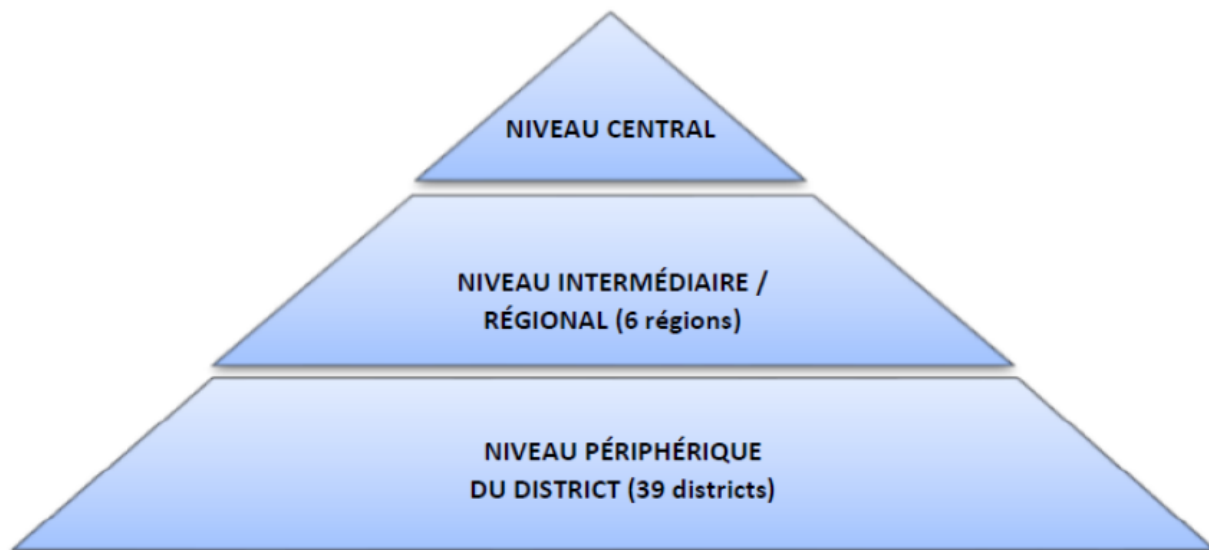 NIVEAU CENTRAL
NIVEAU INTERMÉDIAIRE /
RÉGIONAL (6 régions)
NIVEAU PÉRIPHÉRIQUE
DU DISTRICT (39 districts)